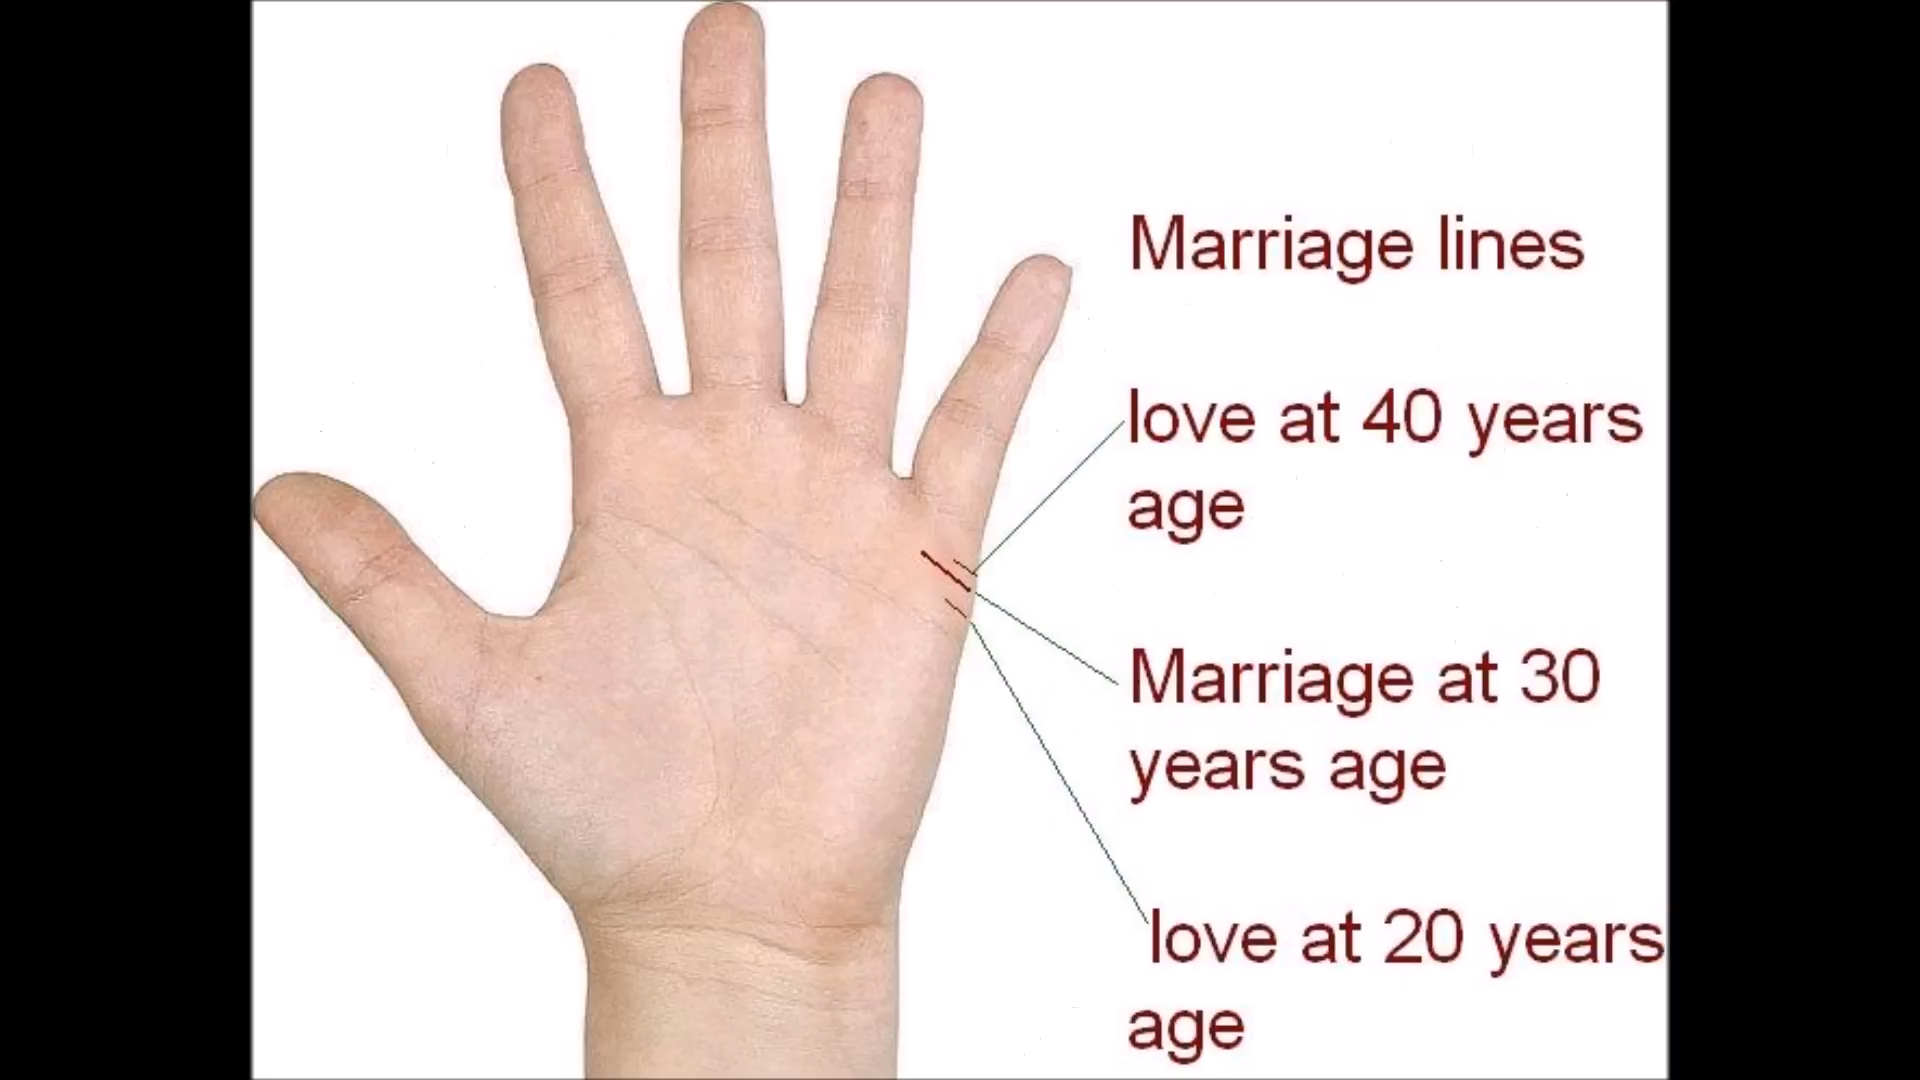 Marriage lines
love at 40 years
age
Marriage at 30
years age
love at 20 years
age